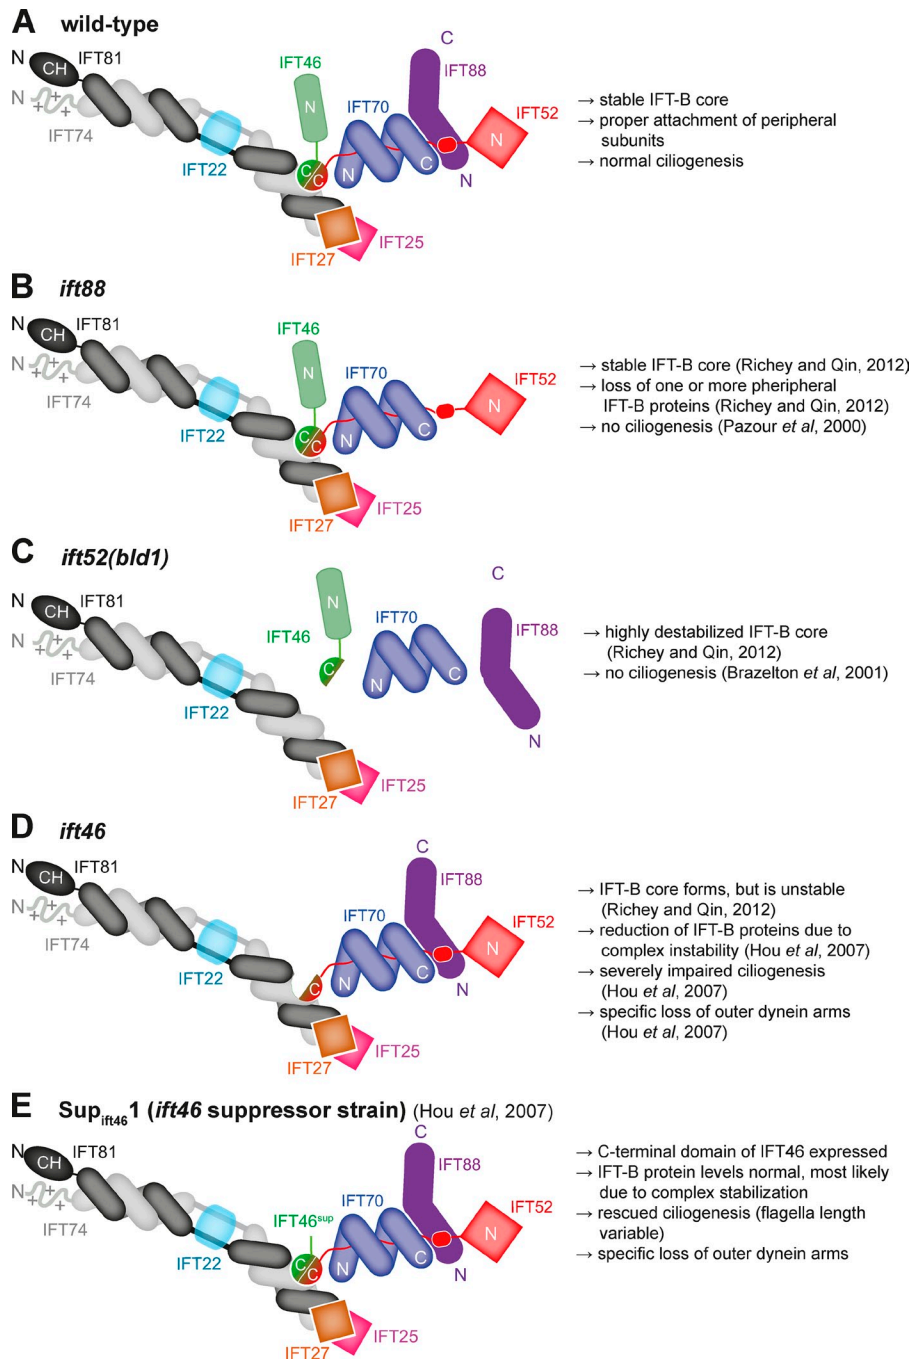 A wild-type
N
CH
IFT81
N
+ + +
IFT74
IFT22
IFT46
N
C
C
IFT70
N
C
C
IFT88
N
IFT52
N
IFT27
IFT25
→ stable IFT-B core
→ proper attachment of peripheral
subunits
→ normal ciliogenesis
B ift88
N
CH
IFT81
N
+ + +
IFT74
IFT22
IFT46
N
C
C
IFT70
N
C
IFT52
N
IFT27
IFT25
→ stable IFT-B core (Richey and Qin, 2012)
→ loss of one or more pheripheral
IFT-B proteins (Richey and Qin, 2012)
→ no ciliogenesis (Pazour et al, 2000)
C ift52(bld1)
N
CH
IFT81
N
+ + +
IFT74
IFT22
N
IFT46
C
IFT70
N
C
C
IFT88
N
IFT27
IFT25
→ highly destabilized IFT-B core
(Richey and Qin, 2012)
→ no ciliogenesis (Brazelton et al, 2001)
D ift46
N
CH
IFT81
N
+ + +
IFT74
IFT22
C
IFT70
N
C
C
IFT88
N
IFT52
N
IFT27
IFT25
→ IFT-B core forms, but is unstable
(Richey and Qin, 2012)
→ reduction of IFT-B proteins due to
complex instability (Hou et al, 2007)
→ severely impaired ciliogenesis
(Hou et al, 2007)
→ specific loss of outer dynein arms
(Hou et al, 2007)
E Supift461 (ift46 suppressor strain) (Hou et al, 2007)
N
CH
IFT81
N
+ + +
IFT74
IFT22
IFT46sup
C
C
IFT70
N
C
C
IFT88
N
IFT52
N
IFT27
IFT25
→ C-terminal domain of IFT46 expressed
→ IFT-B protein levels normal, most likely
due to complex stabilization
→ rescued ciliogenesis (flagella length
variable)
→ specific loss of outer dynein arms